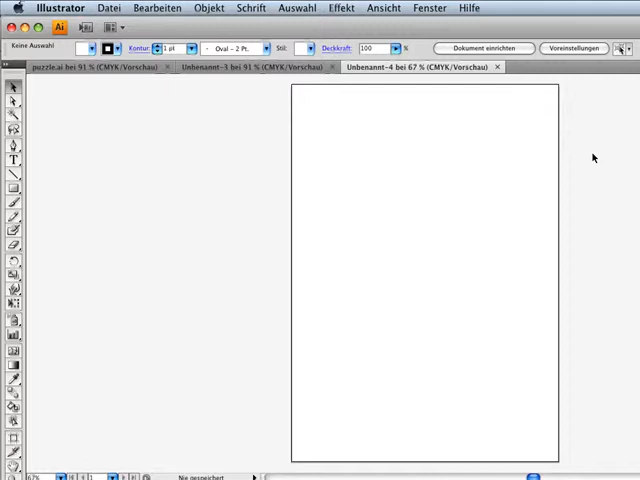 Illustrator Datei Bearbeiten Objekt Schrift Auswahl Effekt Ansicht Fenster Hilfe
Ai
Keine Auswahl Kontur: 1 pt Oval – 2 Pt. Stil: Deckkraft: 100 % Dokument einrichten Voreinstellungen
puzzle.ai bei 91 % (CMYK/Vorschau) Unbenannt-3 bei 91 % (CMYK/Vorschau) Unbenannt-4 bei 67 % (CMYK/Vorschau)
T
67% 1 Nie gespeichert